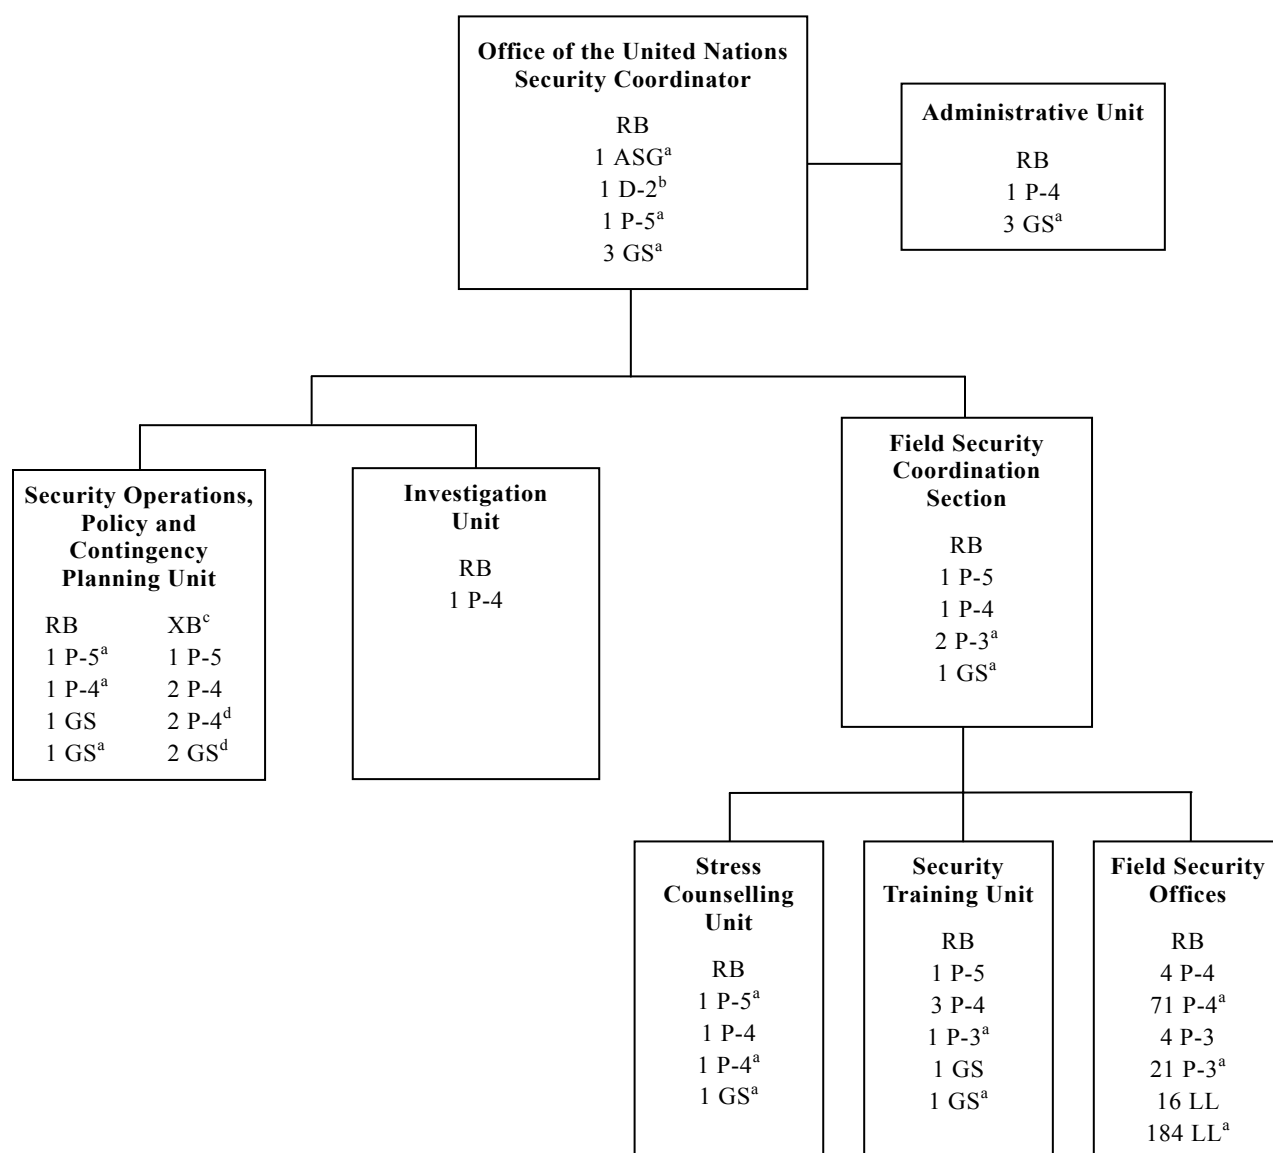 Office of the United Nations
Security Coordinator
RB
1 ASGᵃ
1 D-2ᵇ
1 P-5ᵃ
3 GSᵃ
Administrative Unit
RB
1 P-4
3 GSᵃ
Security Operations,
Policy and
Contingency
Planning Unit
RB XBᶜ
1 P-5ᵃ 1 P-5
1 P-4ᵃ 2 P-4
1 GS 2 P-4ᵈ
1 GSᵃ 2 GSᵈ
Investigation
Unit
RB
1 P-4
Field Security
Coordination
Section
RB
1 P-5
1 P-4
2 P-3ᵃ
1 GSᵃ
Stress
Counselling
Unit
RB
1 P-5ᵃ
1 P-4
1 P-4ᵃ
1 GSᵃ
Security
Training Unit
RB
1 P-5
3 P-4
1 P-3ᵃ
1 GS
1 GSᵃ
Field Security
Offices
RB
4 P-4
71 P-4ᵃ
4 P-3
21 P-3ᵃ
16 LL
184 LLᵃ